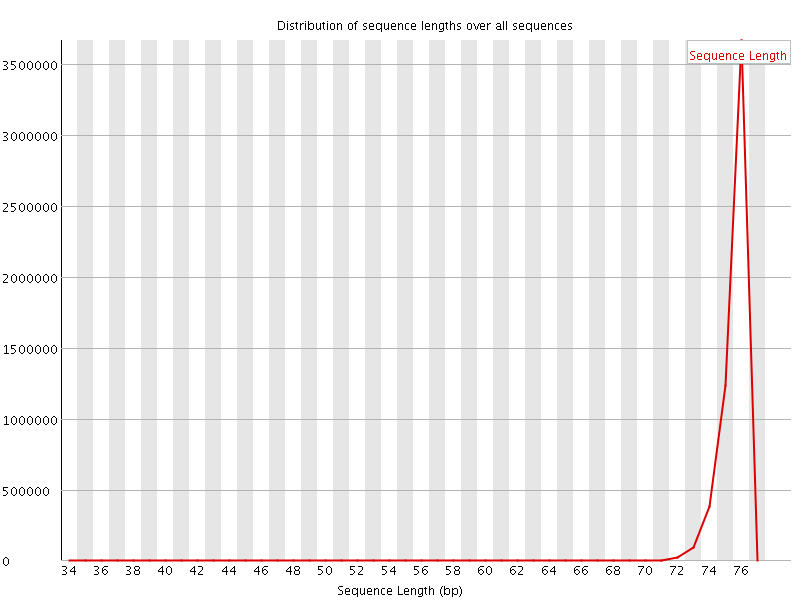 Distribution of sequence lengths over all sequences
Sequence Length
3500000
3000000
2500000
2000000
1500000
1000000
500000
0
34 36 38 40 42 44 46 48 50 52 54 56 58 60 62 64 66 68 70 72 74 76
Sequence Length (bp)